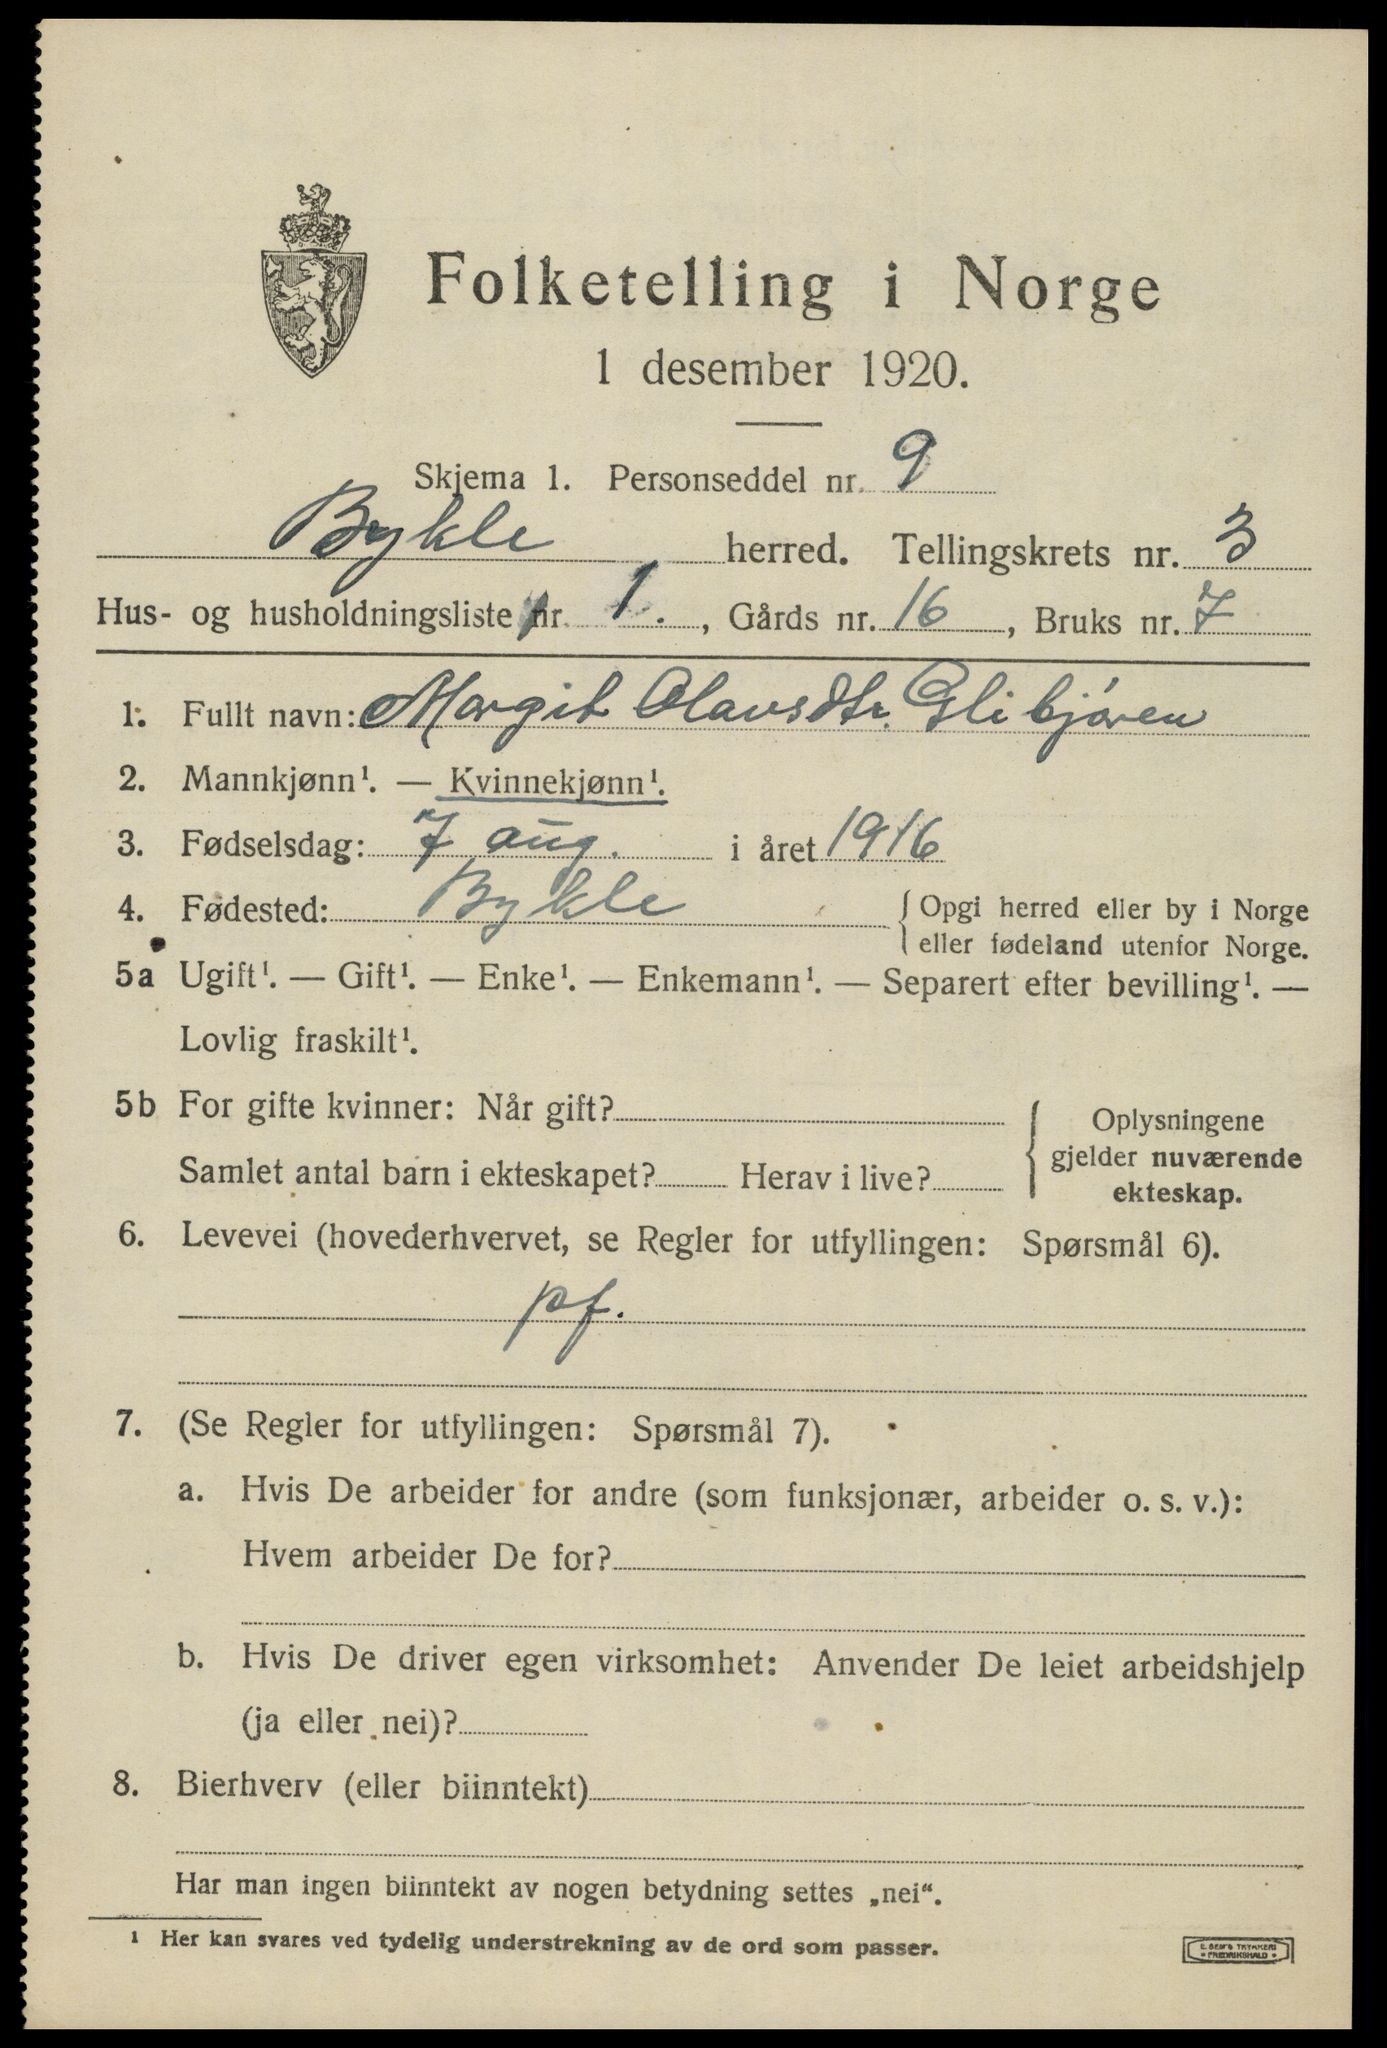 Folketelling i Norge
1 desember 1920.
Skjema 1. Personseddel nr. 9
Bykle herred. Tellingskrets nr. 3
Hus- og husholdningsliste nr. 1. , Gårds nr. 16 , Bruks nr. 7
1. Fullt navn: Margit Olavsdtr. Glibjören
2. Mannkjønn¹. — Kvinnekjønn¹.
3. Fødselsdag: 7 aug. i året 1916
4. Fødested: Bykle { Opgi herred eller by i Norge
eller fødeland utenfor Norge.
5a Ugift¹. — Gift¹. — Enke¹. — Enkemann¹. — Separert efter bevilling¹. —
Lovlig fraskilt¹.
5b For gifte kvinner: Når gift?
Samlet antal barn i ekteskapet? Herav i live?
Oplysningene
gjelder nuværende
ekteskap.
6. Levevei (hovederhvervet, se Regler for utfyllingen: Spørsmål 6).
pf.
7. (Se Regler for utfyllingen: Spørsmål 7).
a. Hvis De arbeider for andre (som funksjonær, arbeider o. s. v.):
Hvem arbeider De for?
b. Hvis De driver egen virksomhet: Anvender De leiet arbeidshjelp
(ja eller nei)?
8. Bierhverv (eller biinntekt)
Har man ingen biinntekt av nogen betydning settes „nei“.
¹ Her kan svares ved tydelig understrekning av de ord som passer.
E. SEM'S TRYKKERI
• FREDRIKSHALD •